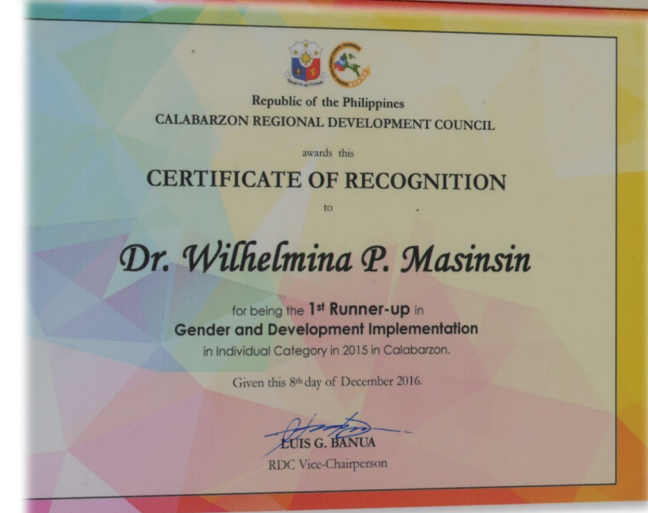 Republic of the Philippines
CALABARZON REGIONAL DEVELOPMENT COUNCIL
awards this
CERTIFICATE OF RECOGNITION
to
Dr. Wilhelmina P. Masinsin
for being the 1st Runner-up in
Gender and Development Implementation
in Individual Category in 2015 in Calabarzon.
Given this 8th day of December 2016.
LUIS G. BANUA
RDC Vice-Chairperson